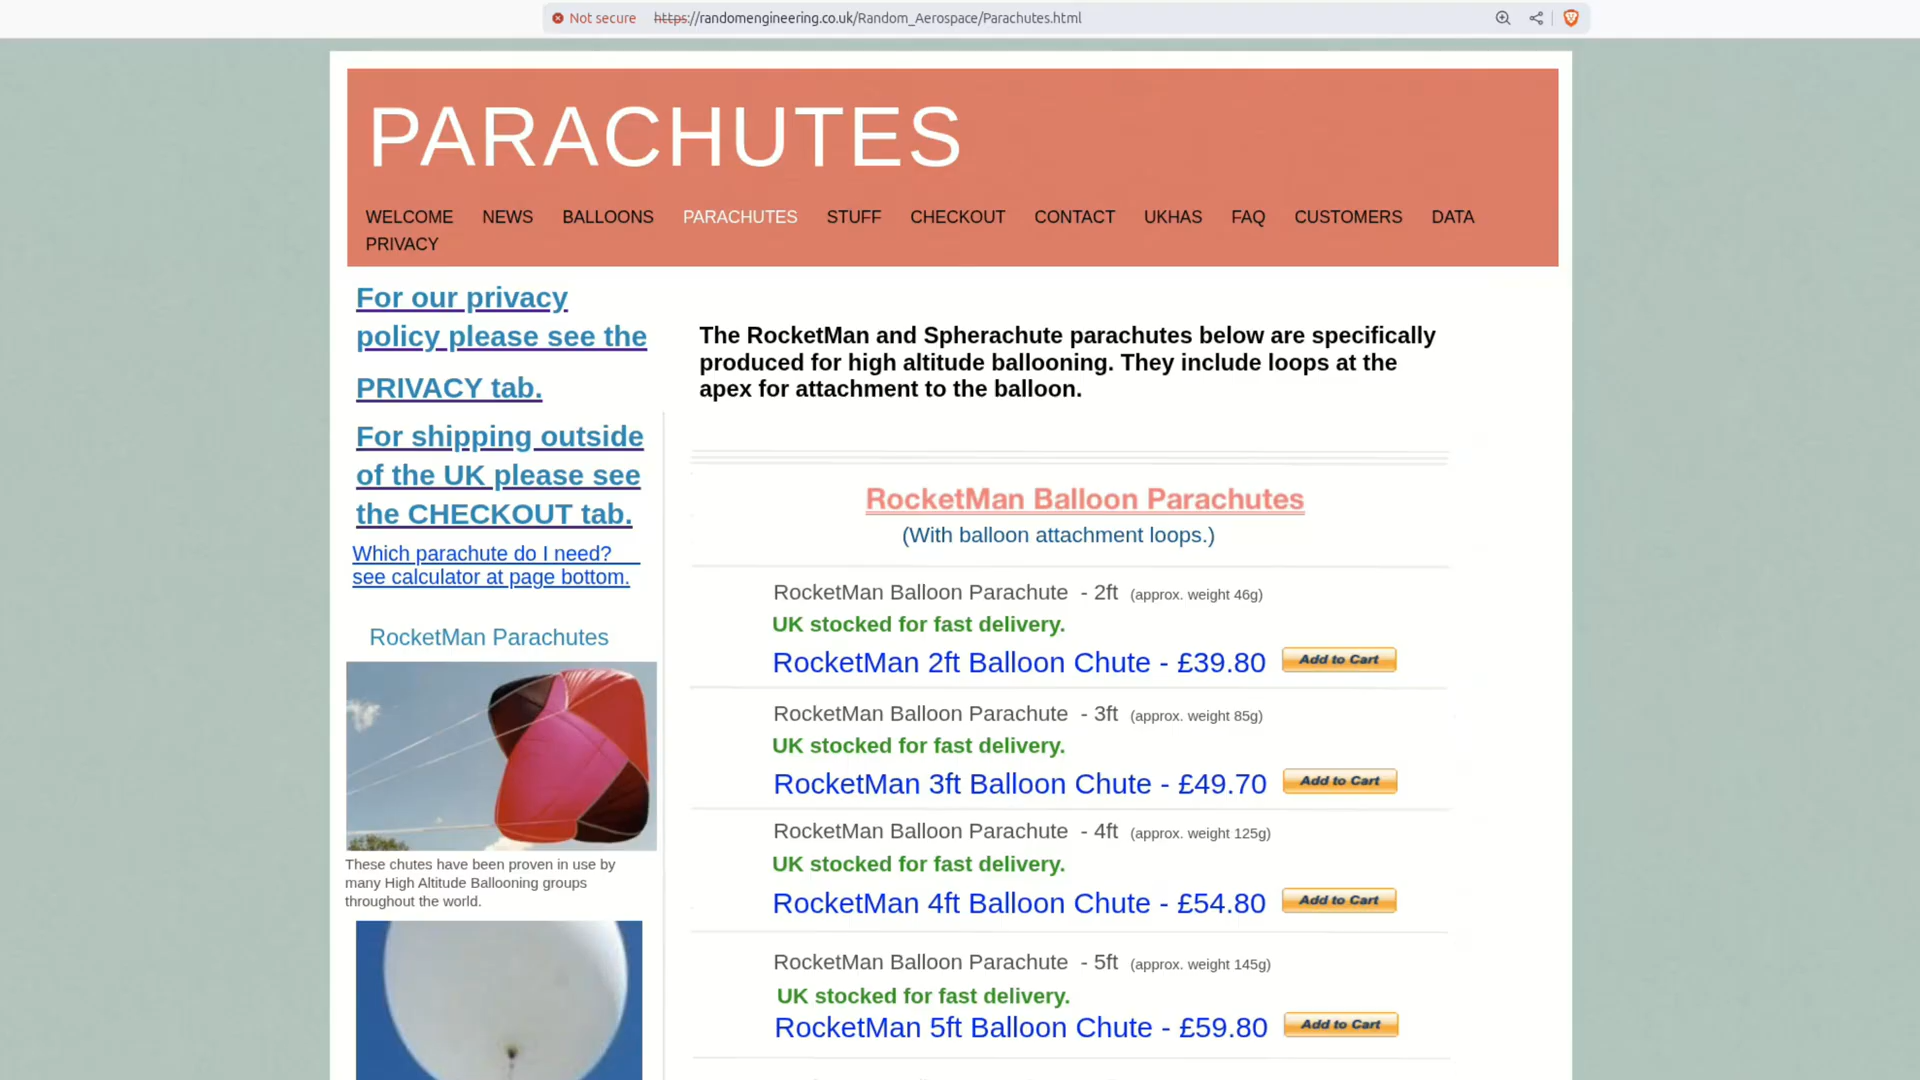 Not secure https://randomengineering.co.uk/Random_Aerospace/Parachutes.html
PARACHUTES
WELCOME NEWS BALLOONS PARACHUTES STUFF CHECKOUT CONTACT UKHAS FAQ CUSTOMERS DATA
PRIVACY
For our privacy
policy please see the
PRIVACY tab.
For shipping outside
of the UK please see
the CHECKOUT tab.
Which parachute do I need?
see calculator at page bottom.
RocketMan Parachutes
These chutes have been proven in use by
many High Altitude Ballooning groups
throughout the world.
The RocketMan and Spherachute parachutes below are specifically
produced for high altitude ballooning. They include loops at the
apex for attachment to the balloon.
RocketMan Balloon Parachutes
(With balloon attachment loops.)
RocketMan Balloon Parachute - 2ft (approx. weight 46g)
UK stocked for fast delivery.
RocketMan 2ft Balloon Chute - £39.80 Add to Cart
RocketMan Balloon Parachute - 3ft (approx. weight 85g)
UK stocked for fast delivery.
RocketMan 3ft Balloon Chute - £49.70 Add to Cart
RocketMan Balloon Parachute - 4ft (approx. weight 125g)
UK stocked for fast delivery.
RocketMan 4ft Balloon Chute - £54.80 Add to Cart
RocketMan Balloon Parachute - 5ft (approx. weight 145g)
UK stocked for fast delivery.
RocketMan 5ft Balloon Chute - £59.80 Add to Cart